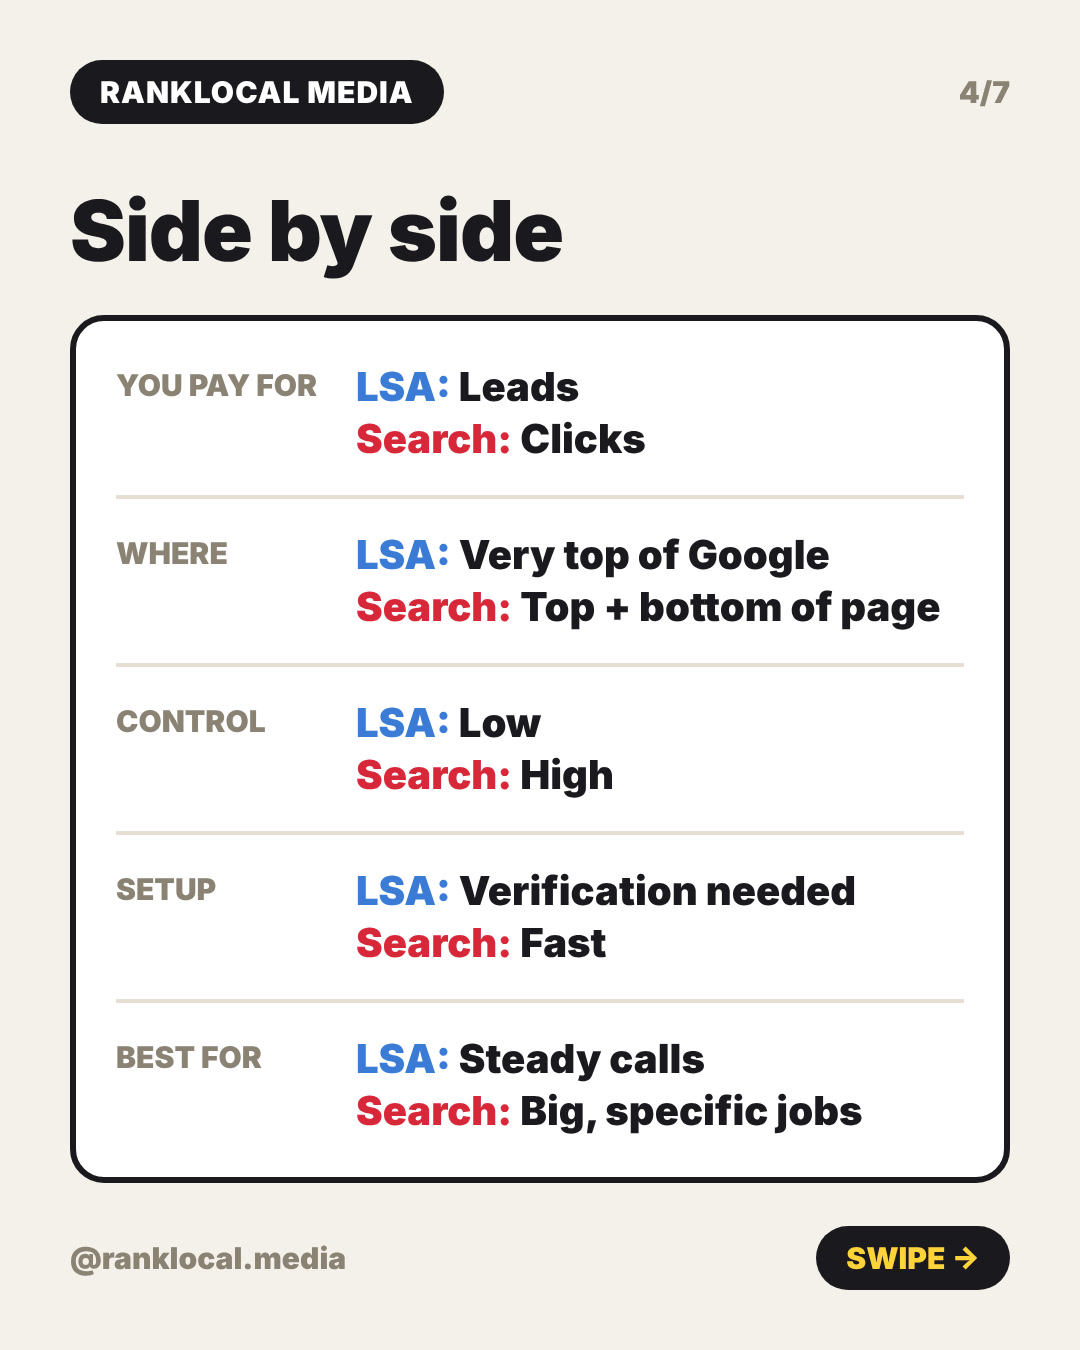 RANKLOCAL MEDIA
4/7
Side by side
YOU PAY FOR
LSA: Leads
Search: Clicks
WHERE
LSA: Very top of Google
Search: Top + bottom of page
CONTROL
LSA: Low
Search: High
SETUP
LSA: Verification needed
Search: Fast
BEST FOR
LSA: Steady calls
Search: Big, specific jobs
@ranklocal.media
SWIPE →